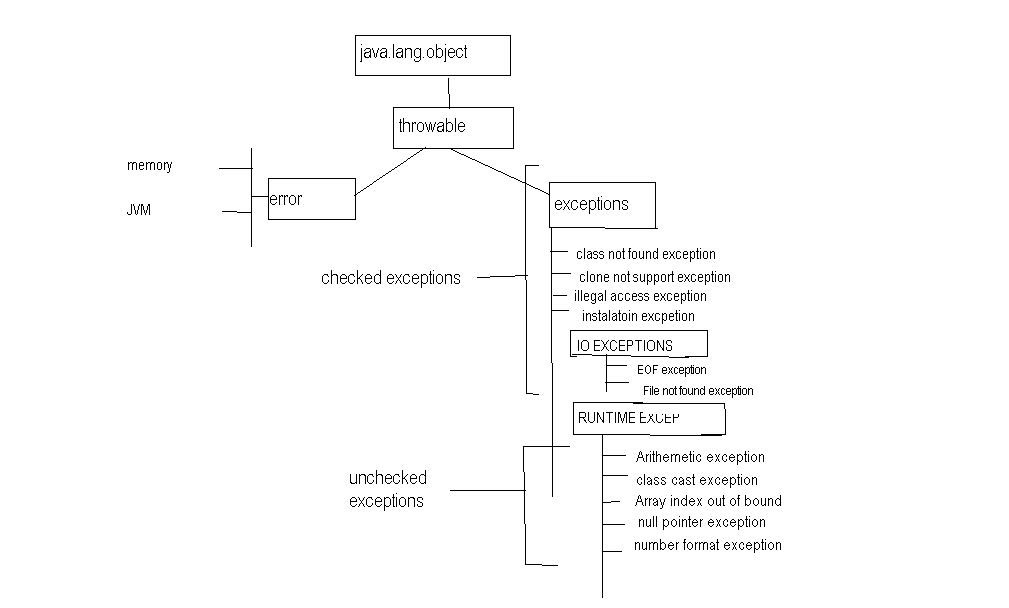 java.lang.object
throwable
memory
error
JVM
exceptions
checked exceptions
class not found exception
clone not support exception
illegal access exception
instalatoin excpetion
IO EXCEPTIONS
EOF exception
File not found exception
RUNTIME EXCEP
unchecked
exceptions
Arithemetic exception
class cast exception
Array index out of bound
null pointer exception
number format exception